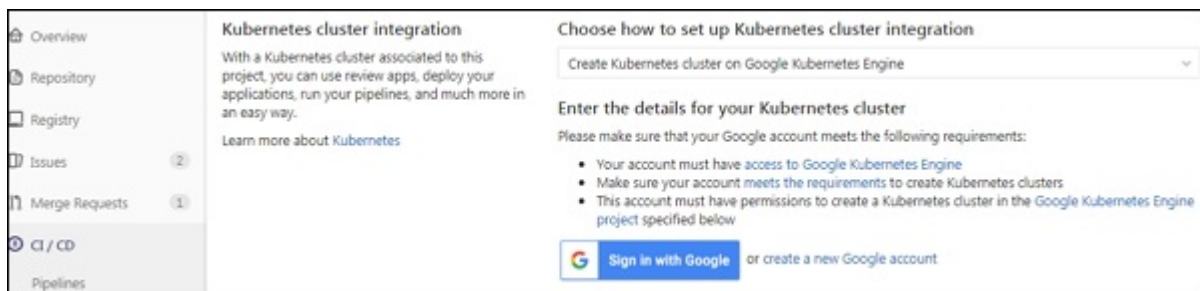 Overview
Repository
Registry
Issues 2
Merge Requests 1
CI / CD
Pipelines
Kubernetes cluster integration
With a Kubernetes cluster associated to this
project, you can use review apps, deploy your
applications, run your pipelines, and much more in
an easy way.
Learn more about Kubernetes
Choose how to set up Kubernetes cluster integration
Create Kubernetes cluster on Google Kubernetes Engine
Enter the details for your Kubernetes cluster
Please make sure that your Google account meets the following requirements:
• Your account must have access to Google Kubernetes Engine
• Make sure your account meets the requirements to create Kubernetes clusters
• This account must have permissions to create a Kubernetes cluster in the Google Kubernetes Engine
project specified below
G Sign in with Google or create a new Google account